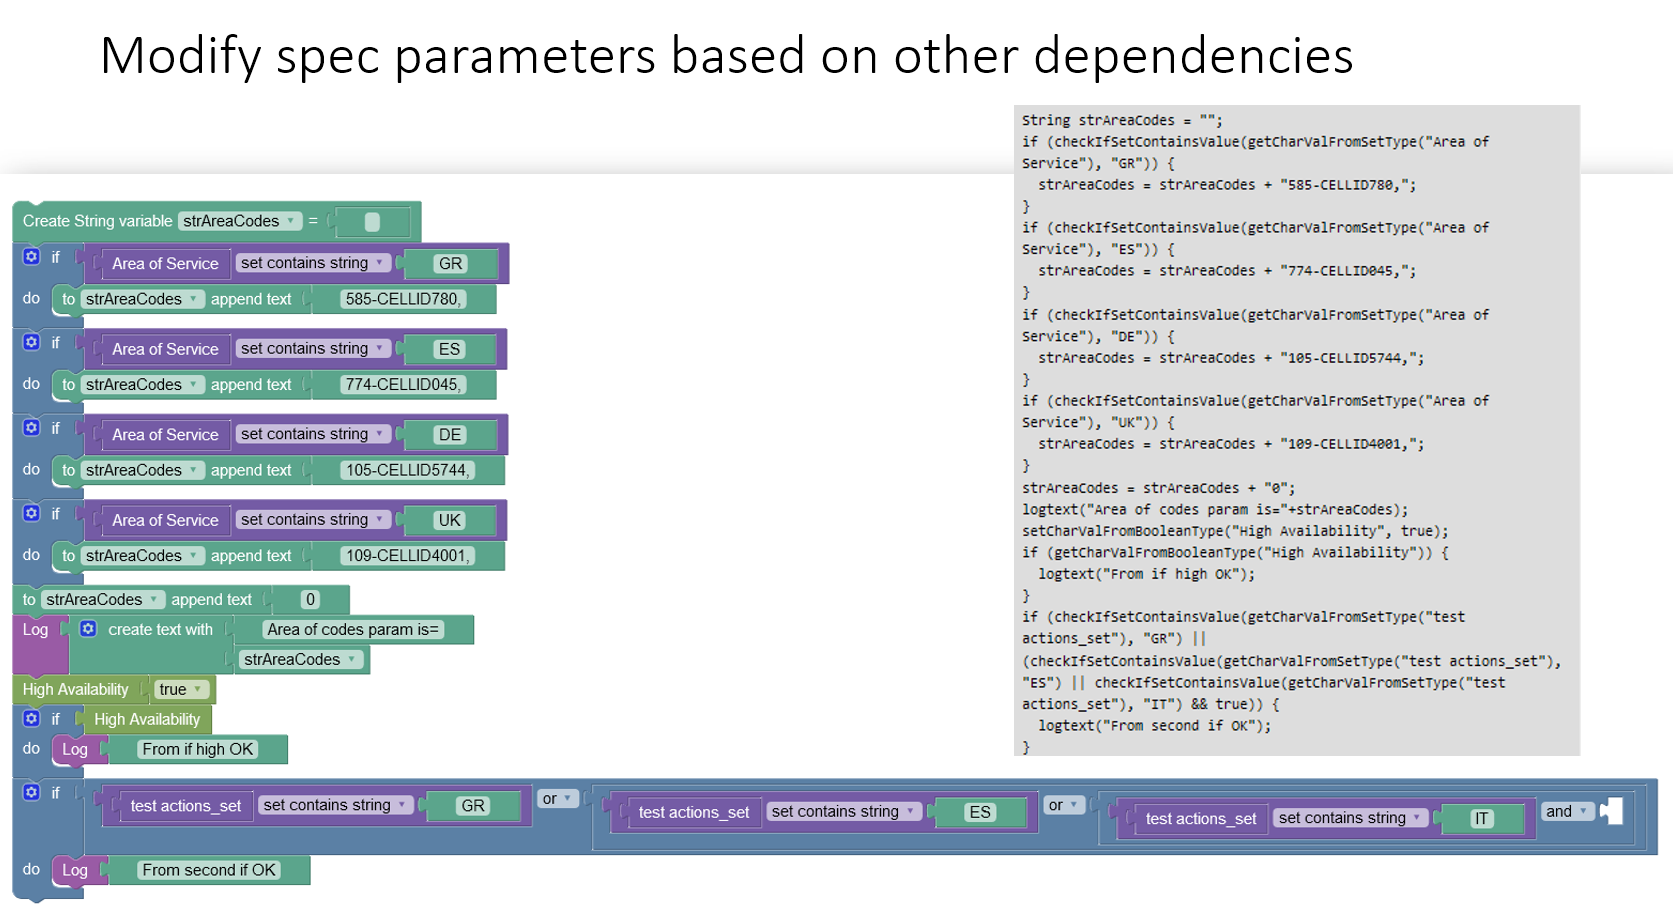 Modify spec parameters based on other dependencies
String strAreaCodes = "";
if (checkIfSetContainsValue(getCharValFromSetType("Area of
Service"), "GR")) {
strAreaCodes = strAreaCodes + "585-CELLID780,";
}
if (checkIfSetContainsValue(getCharValFromSetType("Area of
Service"), "ES")) {
strAreaCodes = strAreaCodes + "774-CELLID045,";
}
if (checkIfSetContainsValue(getCharValFromSetType("Area of
Service"), "DE")) {
strAreaCodes = strAreaCodes + "105-CELLID5744,";
}
if (checkIfSetContainsValue(getCharValFromSetType("Area of
Service"), "UK")) {
strAreaCodes = strAreaCodes + "109-CELLID4001,";
}
strAreaCodes = strAreaCodes + "0";
logtext("Area of codes param is="+strAreaCodes);
setCharValFromBooleanType("High Availability", true);
if (getCharValFromBooleanType("High Availability")) {
logtext("From if high OK");
}
if (checkIfSetContainsValue(getCharValFromSetType("test
actions_set"), "GR") ||
(checkIfSetContainsValue(getCharValFromSetType("test actions_set"),
"ES") || checkIfSetContainsValue(getCharValFromSetType("test
actions_set"), "IT") && true)) {
logtext("From second if OK");
}
Create String variable strAreaCodes =
if Area of Service set contains string GR
do to strAreaCodes append text 585-CELLID780,
if Area of Service set contains string ES
do to strAreaCodes append text 774-CELLID045,
if Area of Service set contains string DE
do to strAreaCodes append text 105-CELLID5744,
if Area of Service set contains string UK
do to strAreaCodes append text 109-CELLID4001,
to strAreaCodes append text 0
Log create text with Area of codes param is=
strAreaCodes
High Availability true
if High Availability
do Log From if high OK
if test actions_set set contains string GR or test actions_set set contains string ES or test actions_set set contains string IT and
do Log From second if OK